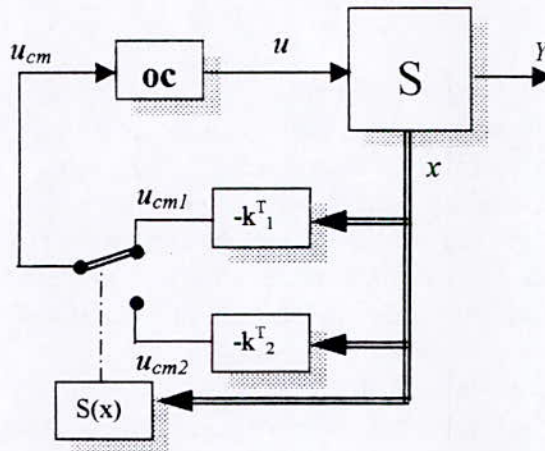 u_cm
oc
u
S
Y
x
u_cm1
-k^T_1
-k^T_2
u_cm2
S(x)